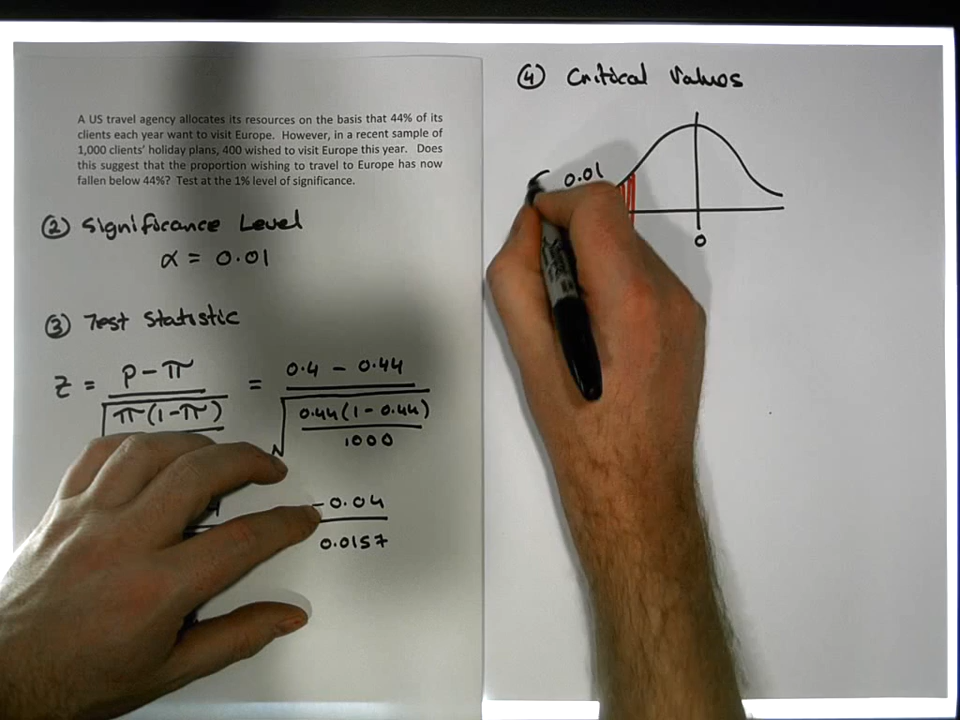 A US travel agency allocates its resources on the basis that 44% of its
clients each year want to visit Europe. However, in a recent sample of
1,000 clients' holiday plans, 400 wished to visit Europe this year. Does
this suggest that the proportion wishing to travel to Europe has now
fallen below 44%? Test at the 1% level of significance.
② Significance Level
α = 0.01
③ Test Statistic
Z = P-π / √ π(1-π) = 0.4 - 0.44 / √ 0.44(1-0.44) / 1000
-0.04
0.0157
④ Critical Values
0.01
0